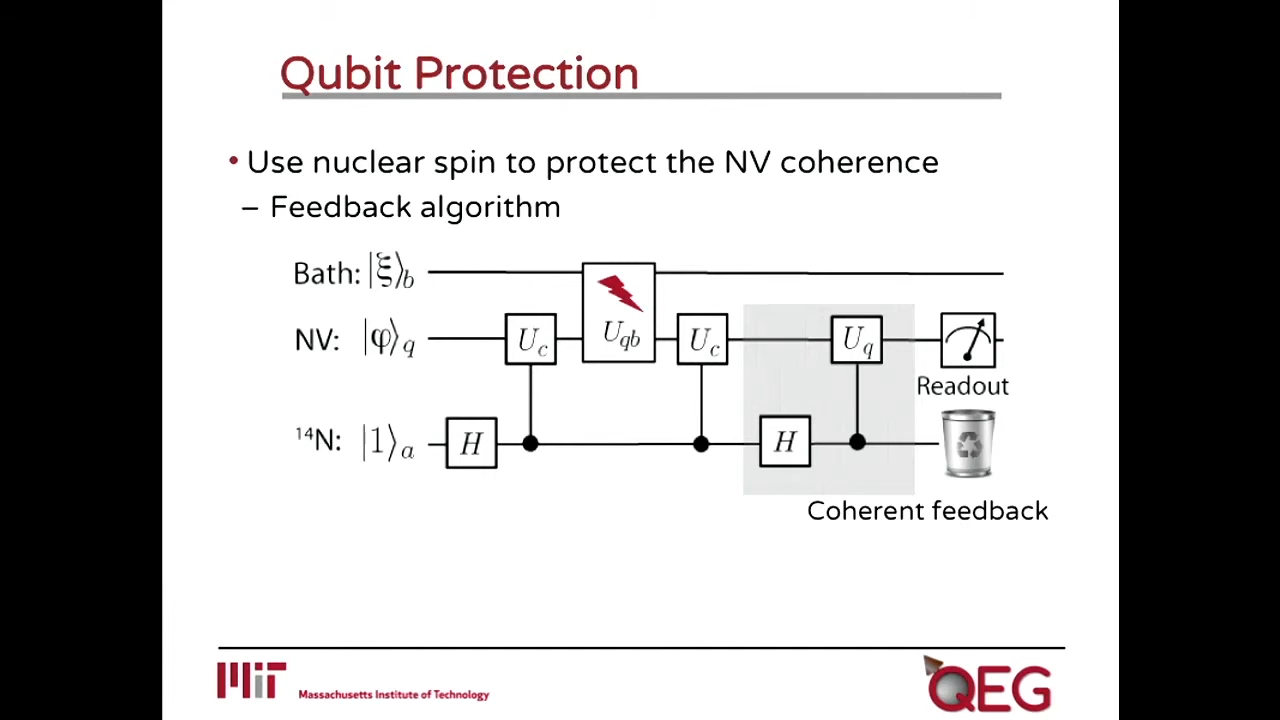 Qubit Protection
• Use nuclear spin to protect the NV coherence
– Feedback algorithm
Bath: |ξ⟩b
NV: |φ⟩q
Uc
Uqb
Uc
Uq
Readout
¹⁴N: |1⟩a
H
H
Coherent feedback
MIT Massachusetts Institute of Technology
QEG